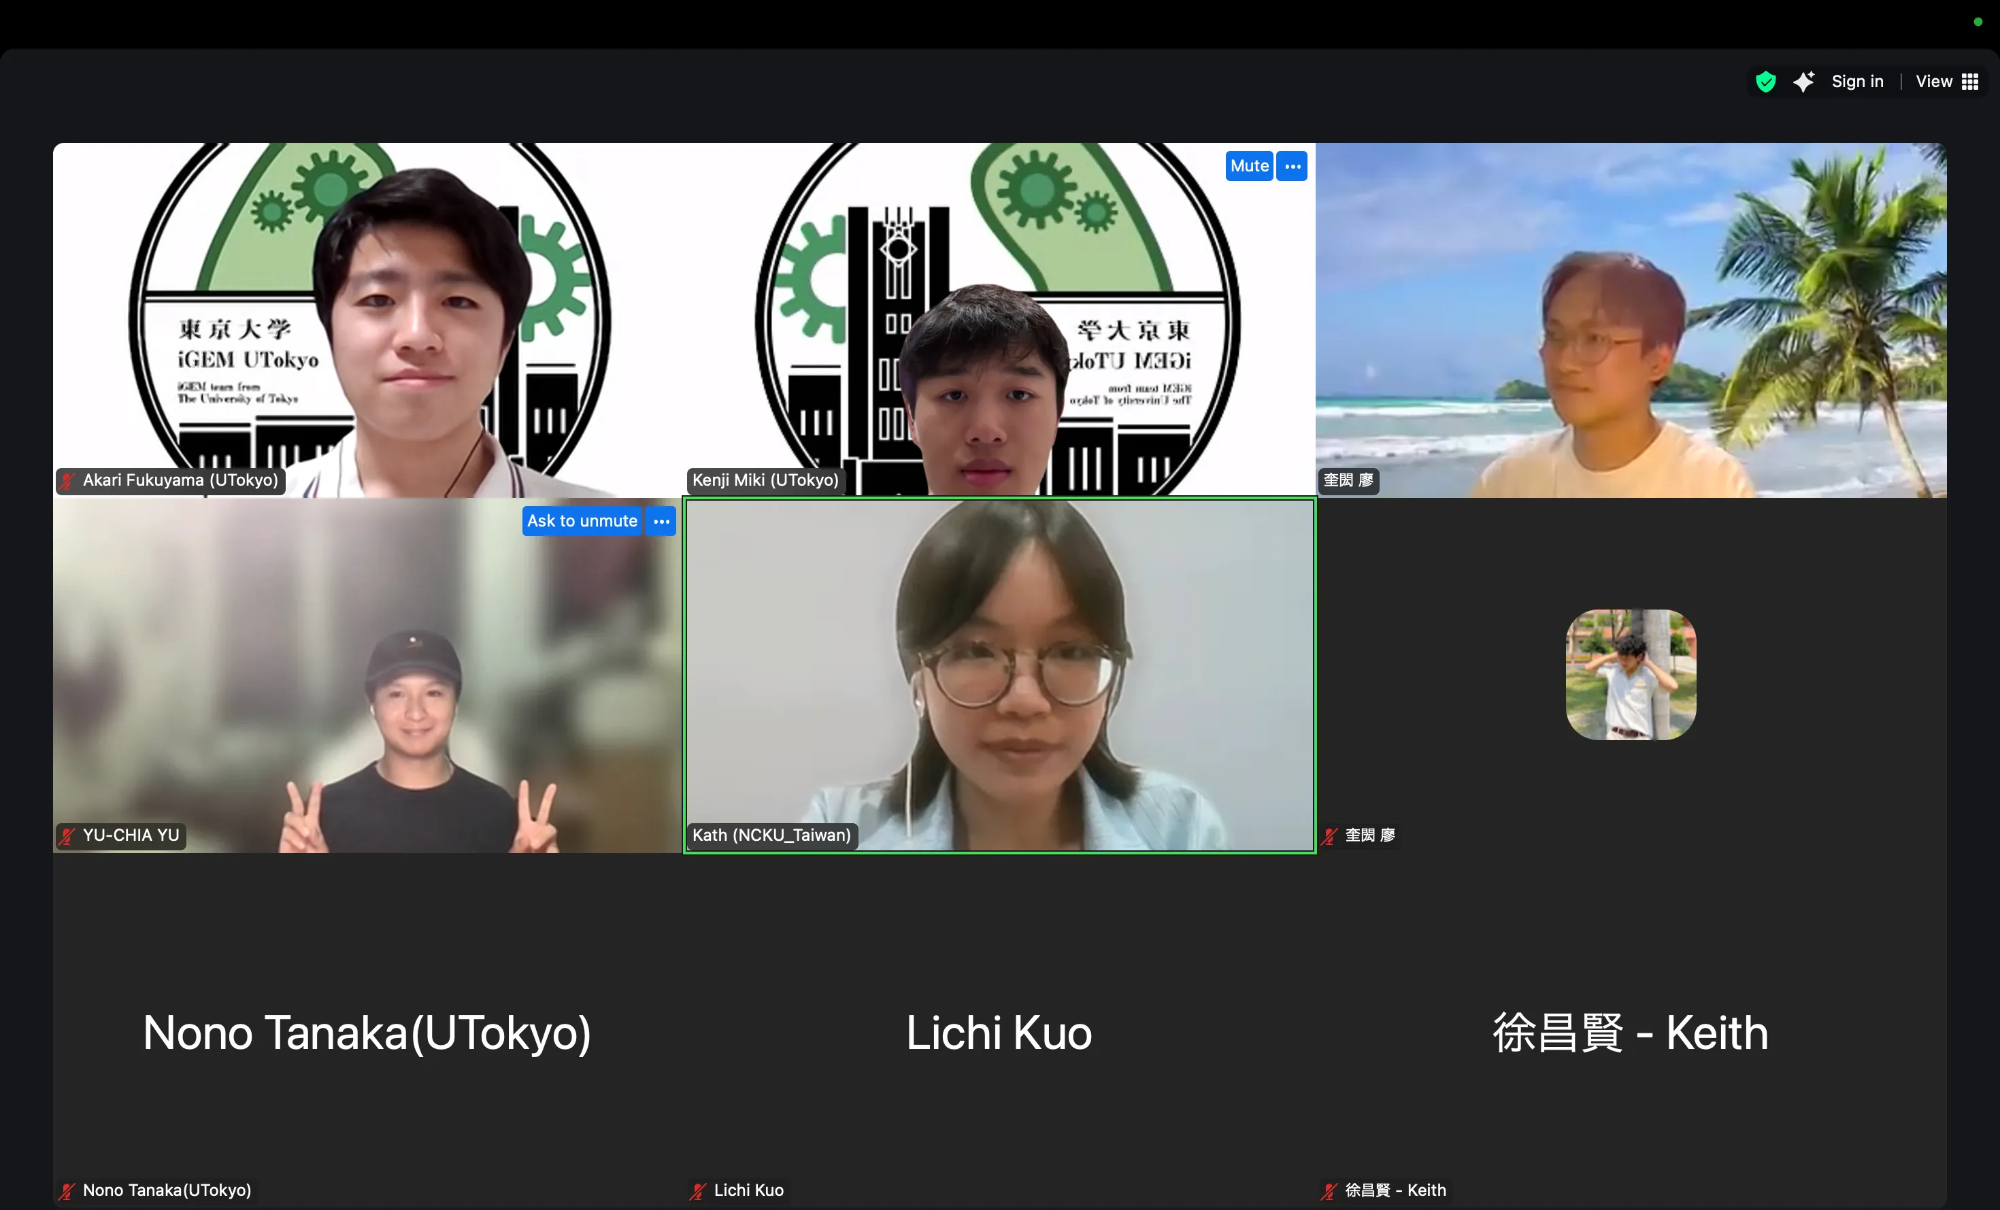 Sign in | View
東京大学
iGEM UTokyo
iGEM team from
The University of Tokyo
Akari Fukuyama (UTokyo)
Mute
東京大学
iGEM UTokyo
iGEM team from
The University of Tokyo
Kenji Miki (UTokyo)
奎閎 廖
Ask to unmute
YU-CHIA YU
Kath (NCKU_Taiwan)
奎閎 廖
Nono Tanaka(UTokyo)
Lichi Kuo
徐昌賢 - Keith
Nono Tanaka(UTokyo)
Lichi Kuo
徐昌賢 - Keith